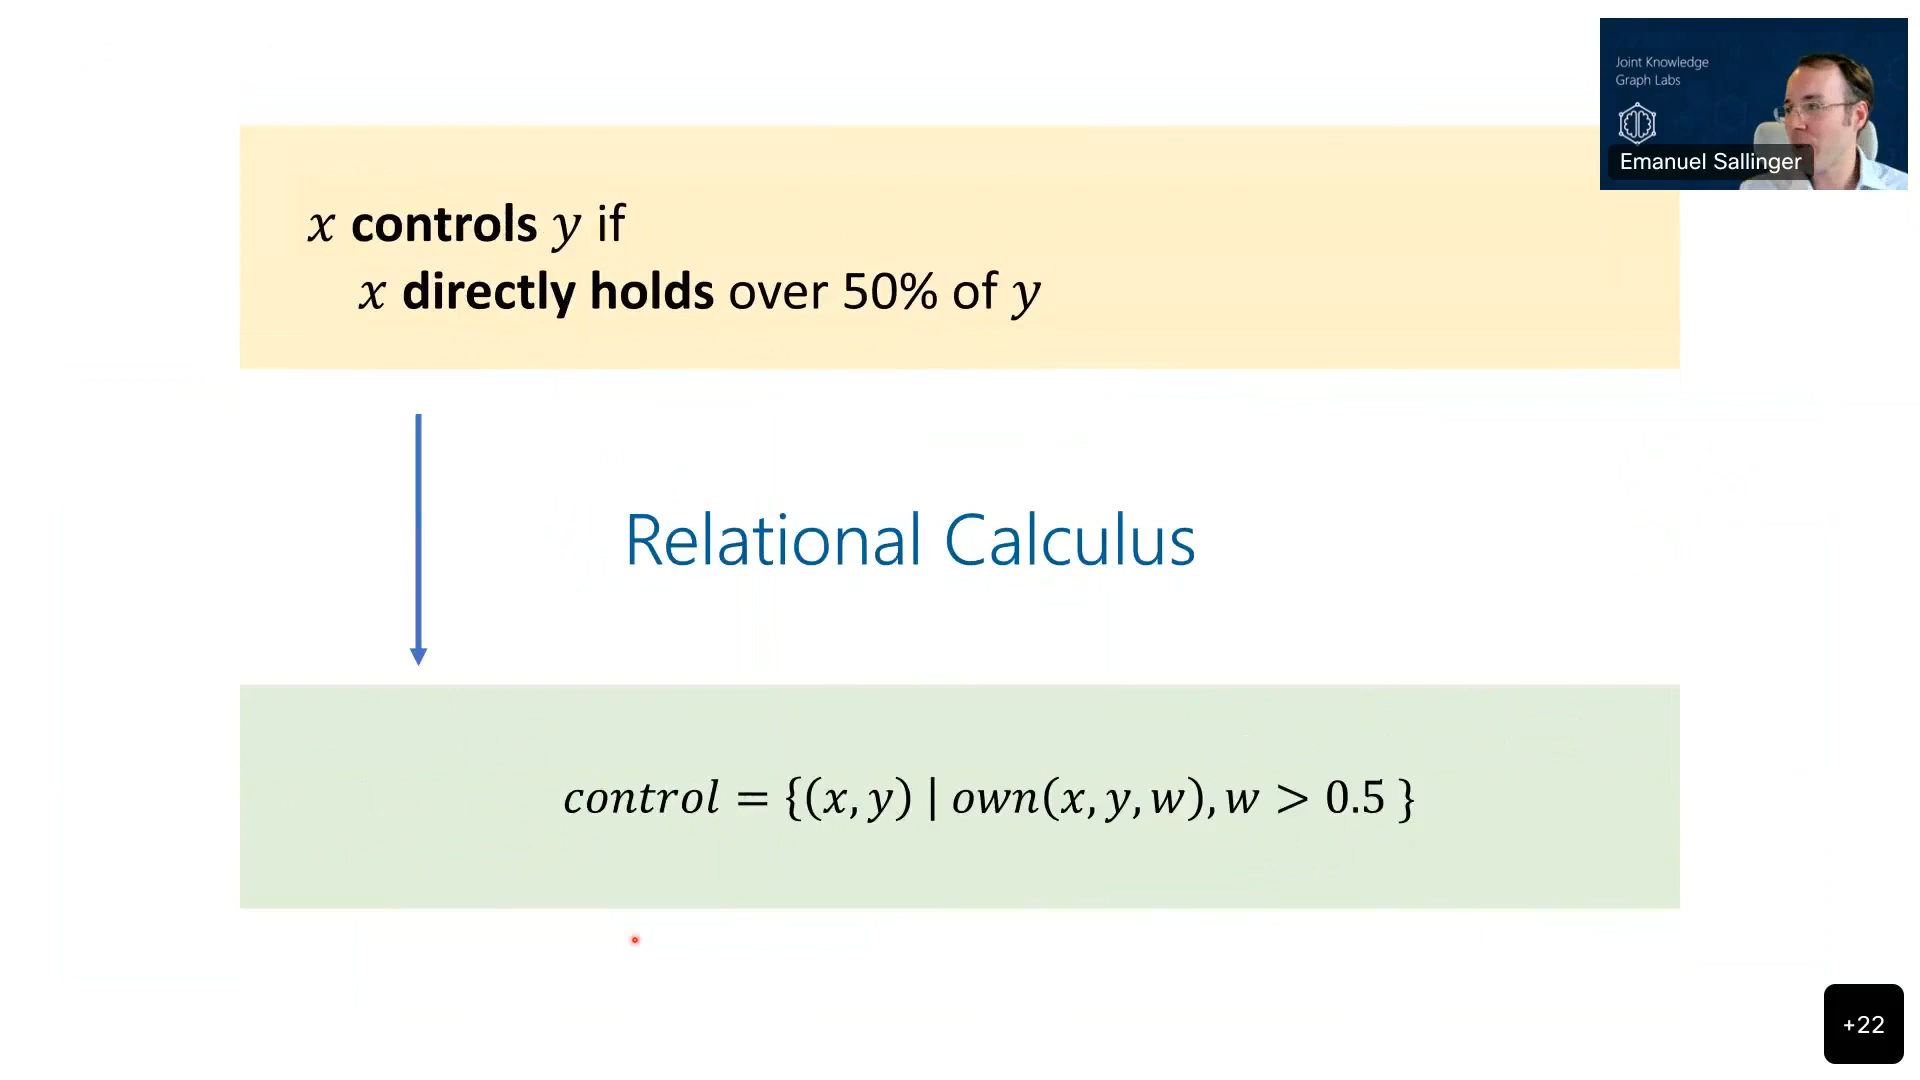 Joint Knowledge
Graph Labs
Emanuel Sallinger
x controls y if
x directly holds over 50% of y
Relational Calculus
control = {(x, y) | own(x, y, w), w > 0.5 }
+22